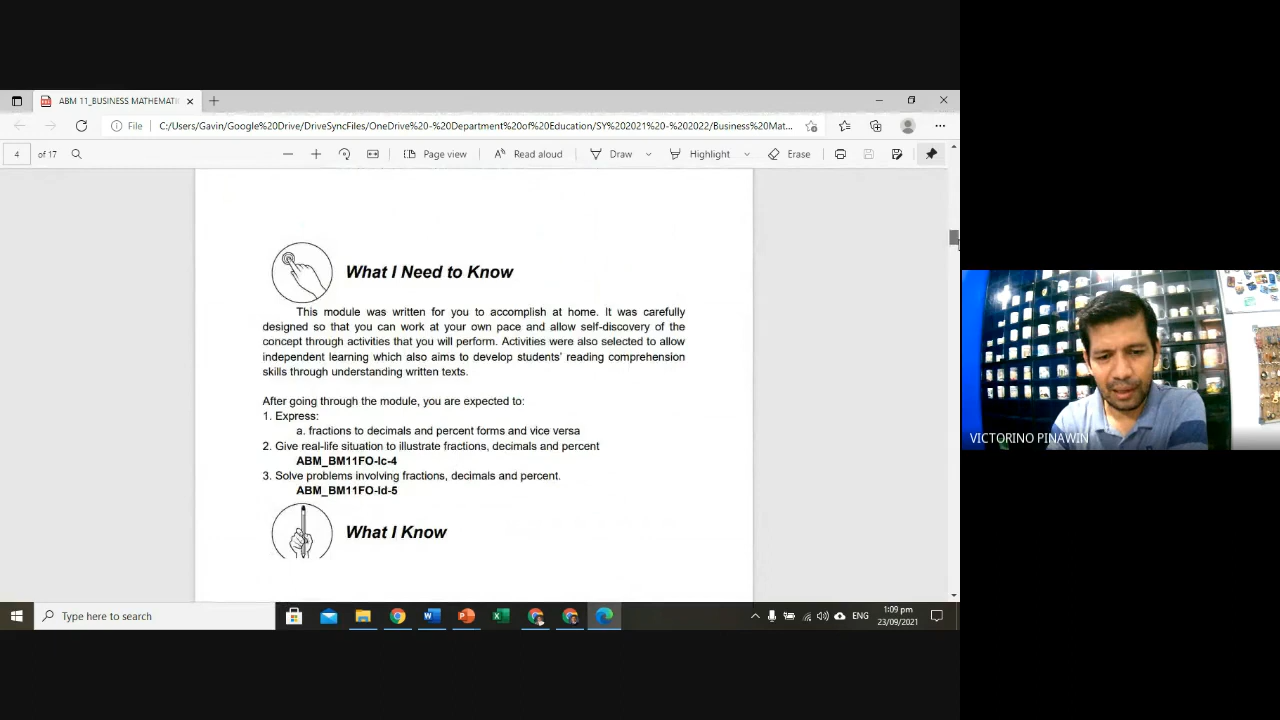 ABM 11_BUSINESS MATHEMATI
File
C:/Users/Gavin/Google%20Drive/DriveSyncFiles/OneDrive%20-%20Department%20of%20Education/SY%202021%20-%202022/Business%20Mat...
4 of 17
Page view
Read aloud
Draw
Highlight
Erase
What I Need to Know
This module was written for you to accomplish at home. It was carefully
designed so that you can work at your own pace and allow self-discovery of the
concept through activities that you will perform. Activities were also selected to allow
independent learning which also aims to develop students' reading comprehension
skills through understanding written texts.
After going through the module, you are expected to:
1. Express:
a. fractions to decimals and percent forms and vice versa
2. Give real-life situation to illustrate fractions, decimals and percent
ABM_BM11FO-Ic-4
3. Solve problems involving fractions, decimals and percent.
ABM_BM11FO-Id-5
What I Know
VICTORINO PINAWIN
Type here to search
ENG
1:09 pm
23/09/2021